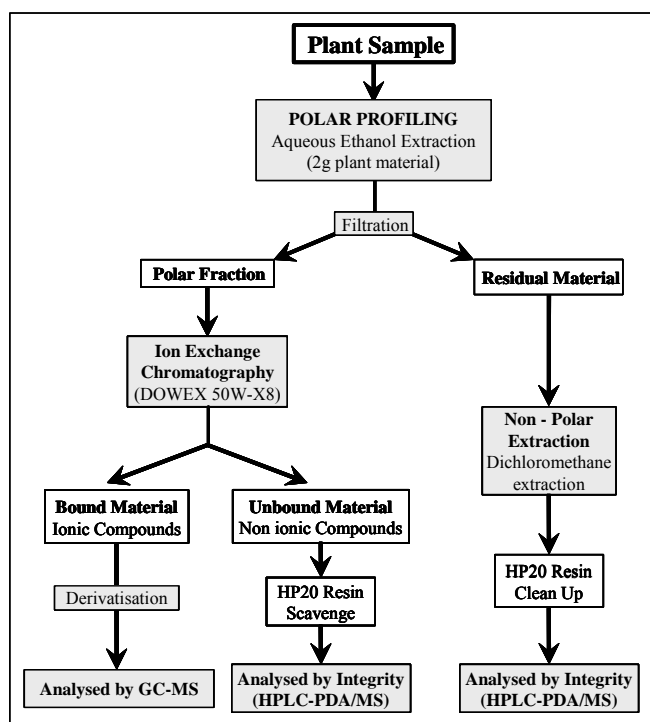 Plant Sample
POLAR PROFILING
Aqueous Ethanol Extraction
(2g plant material)
Filtration
Polar Fraction
Residual Material
Ion Exchange
Chromatography
(DOWEX 50W-X8)
Non - Polar
Extraction
Dichloromethane
extraction
Bound Material
Ionic Compounds
Unbound Material
Non ionic Compounds
Derivatisation
HP20 Resin
Scavenge
HP20 Resin
Clean Up
Analysed by GC-MS
Analysed by Integrity
(HPLC-PDA/MS)
Analysed by Integrity
(HPLC-PDA/MS)